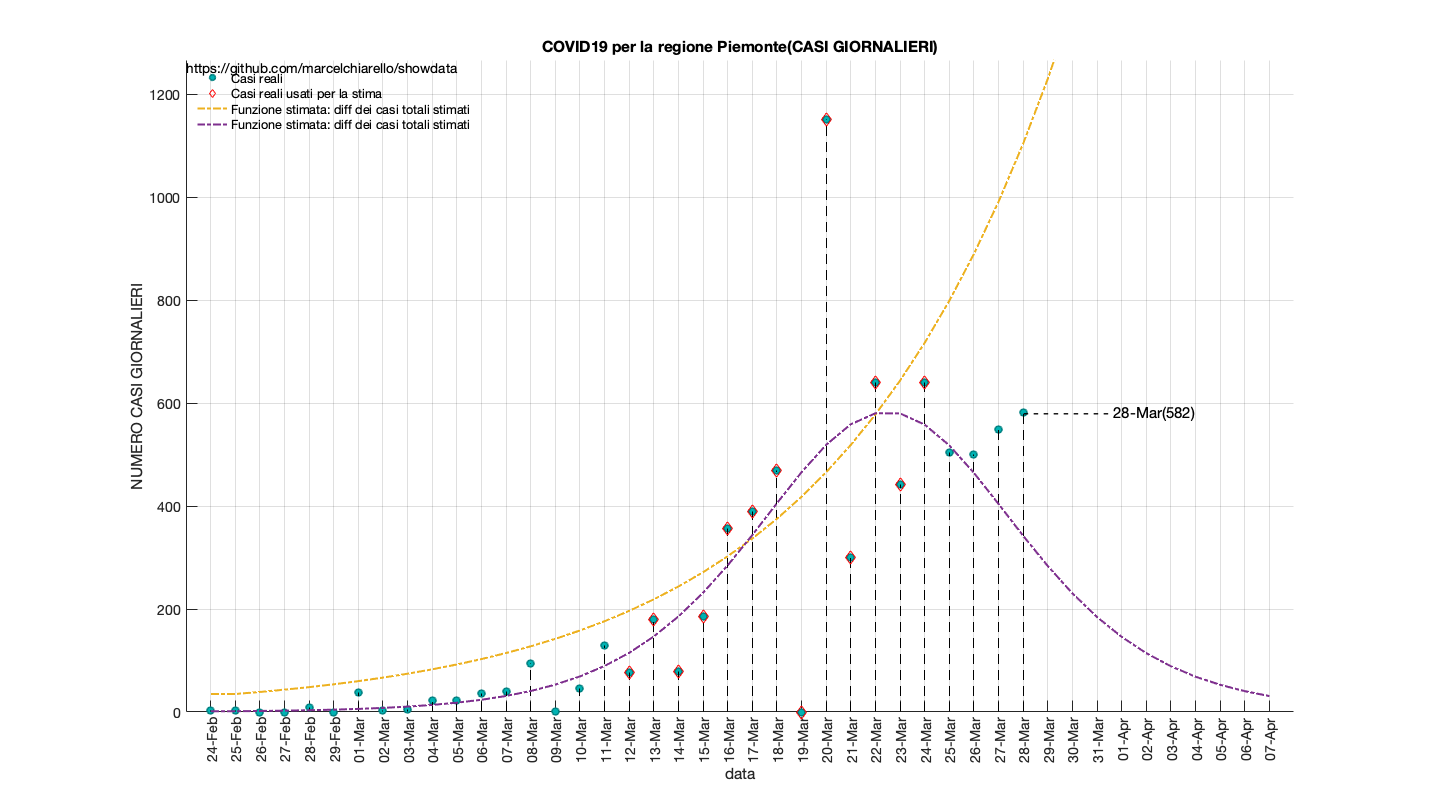 COVID19 per la regione Piemonte(CASI GIORNALIERI)
https://github.com/marcelchiarello/showdata
Casi reali
Casi reali usati per la stima
Funzione stimata: diff dei casi totali stimati
Funzione stimata: diff dei casi totali stimati
1200
1000
800
600
400
200
0
NUMERO CASI GIORNALIERI
28-Mar(582)
24-Feb
25-Feb
26-Feb
27-Feb
28-Feb
29-Feb
01-Mar
02-Mar
03-Mar
04-Mar
05-Mar
06-Mar
07-Mar
08-Mar
09-Mar
10-Mar
11-Mar
12-Mar
13-Mar
14-Mar
15-Mar
16-Mar
17-Mar
18-Mar
19-Mar
20-Mar
21-Mar
22-Mar
23-Mar
24-Mar
25-Mar
26-Mar
27-Mar
28-Mar
29-Mar
30-Mar
31-Mar
01-Apr
02-Apr
03-Apr
04-Apr
05-Apr
06-Apr
07-Apr
data